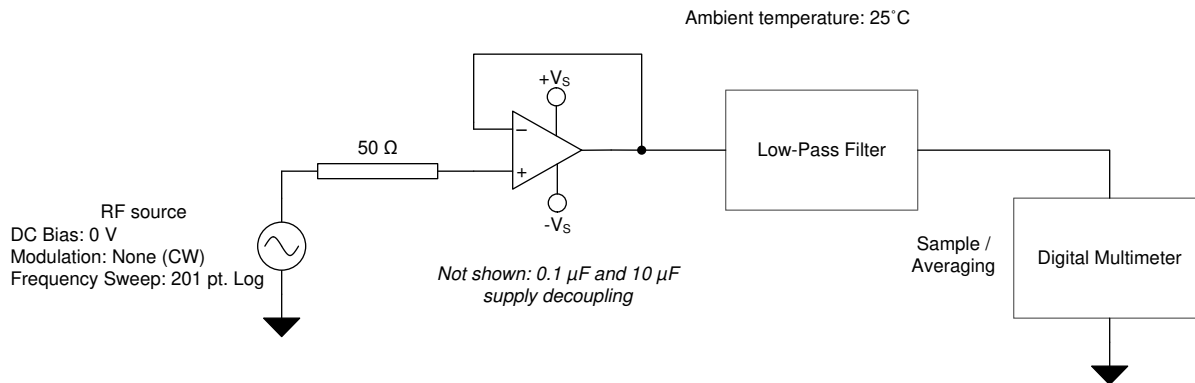 Ambient temperature: 25˚C
+VS
50 Ω
−
+
Low-Pass Filter
-VS
RF source
DC Bias: 0 V
Modulation: None (CW)
Frequency Sweep: 201 pt. Log
Not shown: 0.1 µF and 10 µF
supply decoupling
Sample /
Averaging
Digital Multimeter